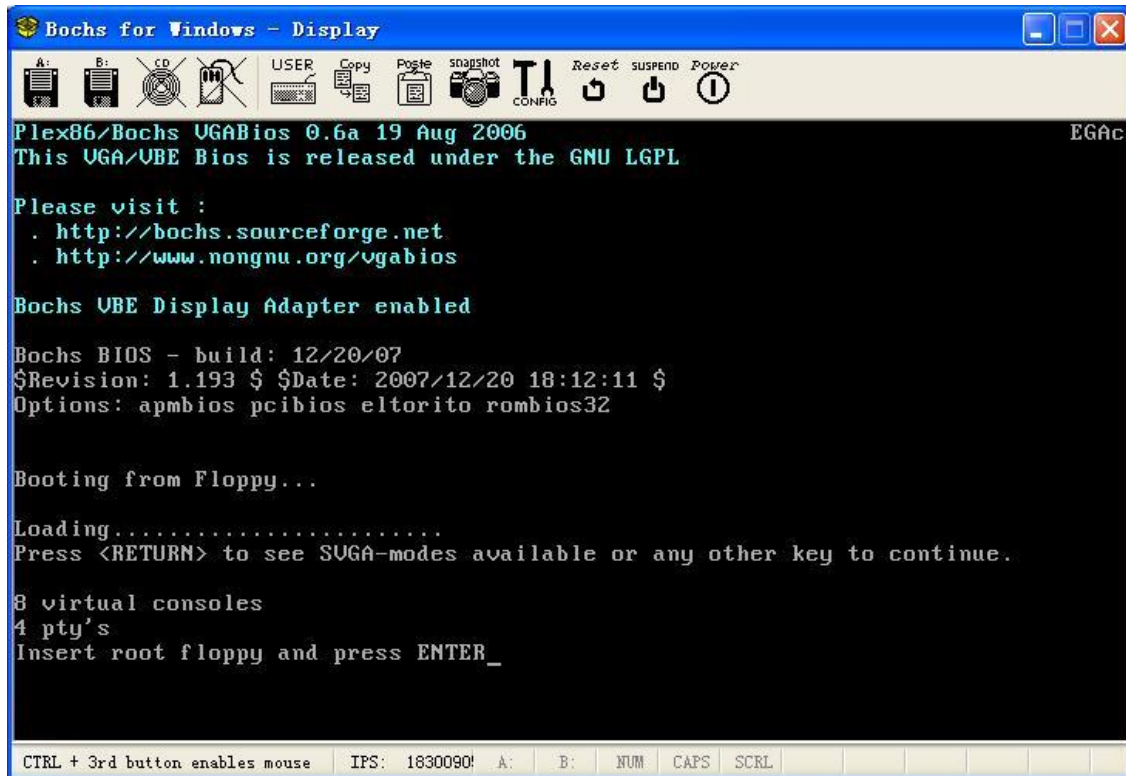 Bochs for Windows - Display
A: B: CD USER Copy Poste snapshot CONFIG Reset SUSPEND Power
Plex86/Bochs VGABios 0.6a 19 Aug 2006 EGAc
This VGA/VBE Bios is released under the GNU LGPL
Please visit :
. http://bochs.sourceforge.net
. http://www.nongnu.org/vgabios
Bochs VBE Display Adapter enabled
Bochs BIOS - build: 12/20/07
$Revision: 1.193 $ $Date: 2007/12/20 18:12:11 $
Options: apmbios pcibios eltorito rombios32
Booting from Floppy...
Loading........................
Press <RETURN> to see SVGA-modes available or any other key to continue.
8 virtual consoles
4 pty's
Insert root floppy and press ENTER_
CTRL + 3rd button enables mouse IPS: 1830090 A: B: NUM CAPS SCRL